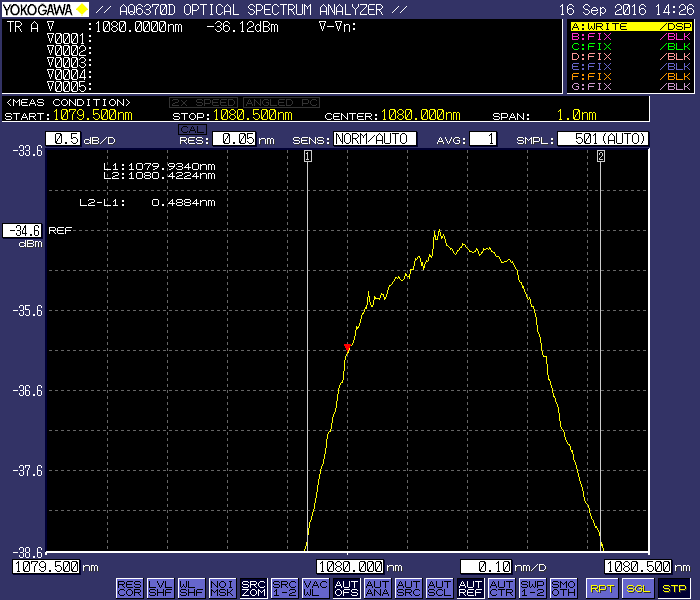 YOKOGAWA // AQ6370D OPTICAL SPECTRUM ANALYZER // 16 Sep 2016 14:26
TR A ∇ : 1080.0000nm -36.12dBm ∇-∇n:
∇0001:
∇0002:
∇0003:
∇0004:
∇0005:
A:WRITE /DSP
B:FIX /BLK
C:FIX /BLK
D:FIX /BLK
E:FIX /BLK
F:FIX /BLK
G:FIX /BLK
<MEAS CONDITION> 2X SPEED ANGLED PC
START:1079.500nm STOP:1080.500nm CENTER:1080.000nm SPAN: 1.0nm
CAL
0.5 dB/D RES: 0.05 nm SENS: NORM/AUTO AVG: 1 SMPL: 501(AUTO)
-33.6
1 2
L1:1079.9340nm
L2:1080.4224nm
L2-L1: 0.4884nm
-34.6 REF
dBm
-35.6
-36.6
-37.6
-38.6
1079.500 nm 1080.000 nm 0.10 nm/D 1080.500 nm
RES COR LVL SHF WL SHF NOI MSK SRC ZOM SRC 1-2 VAC WL AUT OFS AUT ANA AUT SRC AUT SCL AUT REF AUT CTR SWP 1-2 SMO OTH RPT SGL STP